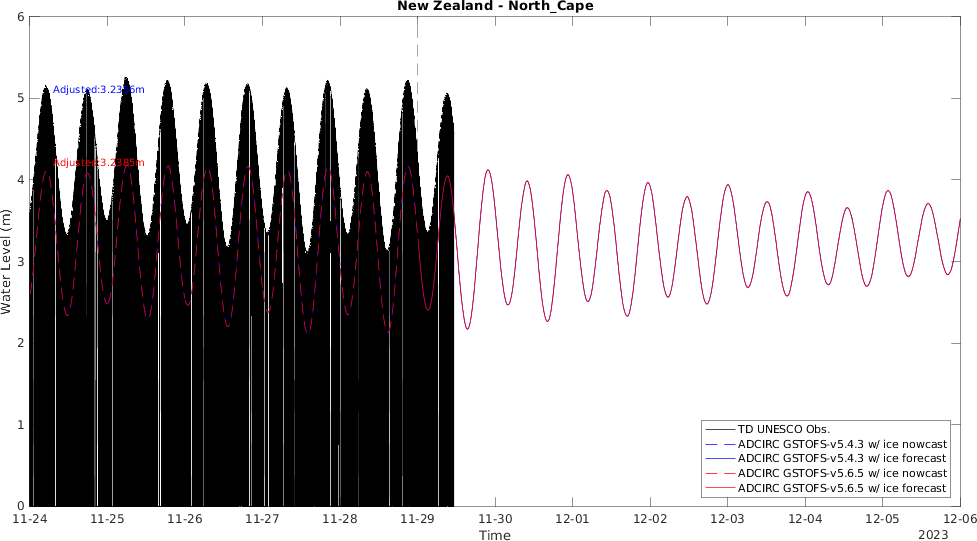 New Zealand - North_Cape
6
5
4
3
2
1
0
Water Level (m)
Adjusted:3.2385m
11-24
11-25
11-26
11-27
11-28
11-29
11-30
12-01
12-02
12-03
12-04
12-05
12-06
Time
2023
TD UNESCO Obs.
ADCIRC GSTOFS-v5.4.3 w/ ice nowcast
ADCIRC GSTOFS-v5.4.3 w/ ice forecast
ADCIRC GSTOFS-v5.6.5 w/ ice nowcast
ADCIRC GSTOFS-v5.6.5 w/ ice forecast